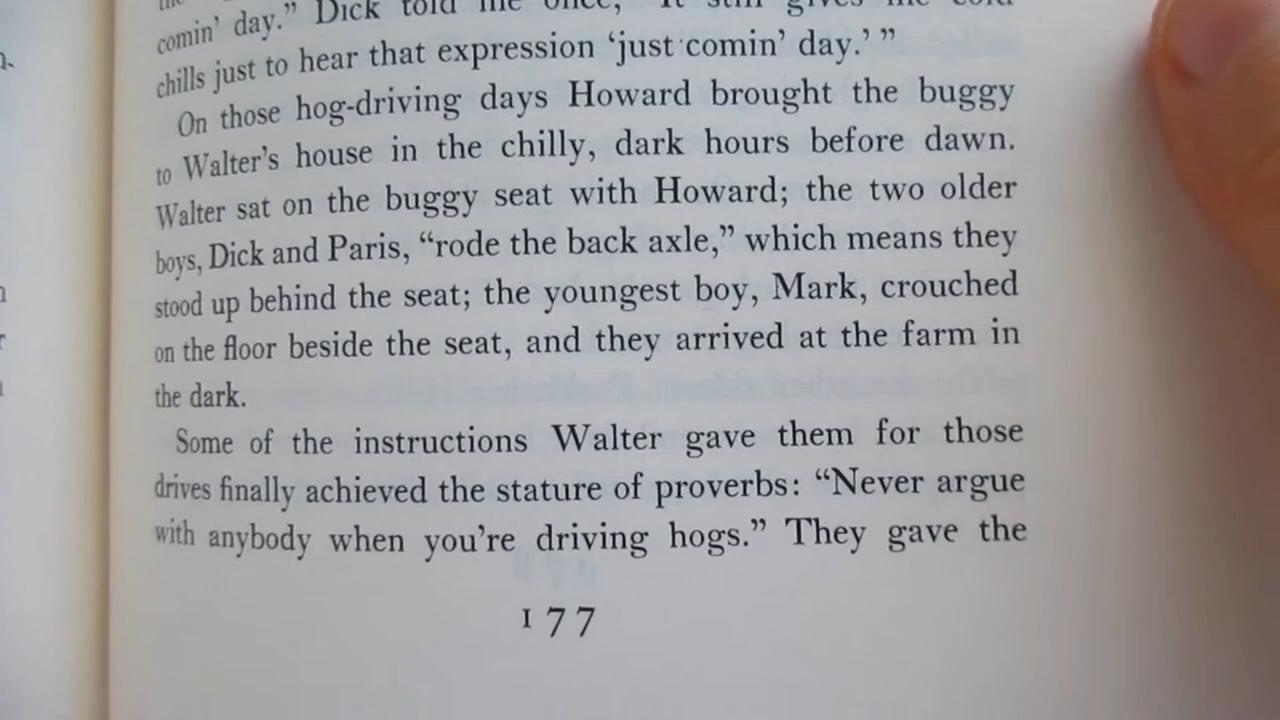 comin’ day.” Dick told me once, “It still gives me cold
chills just to hear that expression ‘just comin’ day.’ ”
On those hog-driving days Howard brought the buggy
to Walter’s house in the chilly, dark hours before dawn.
Walter sat on the buggy seat with Howard; the two older
boys, Dick and Paris, “rode the back axle,” which means they
stood up behind the seat; the youngest boy, Mark, crouched
on the floor beside the seat, and they arrived at the farm in
the dark.
Some of the instructions Walter gave them for those
drives finally achieved the stature of proverbs: “Never argue
with anybody when you’re driving hogs.” They gave the
177